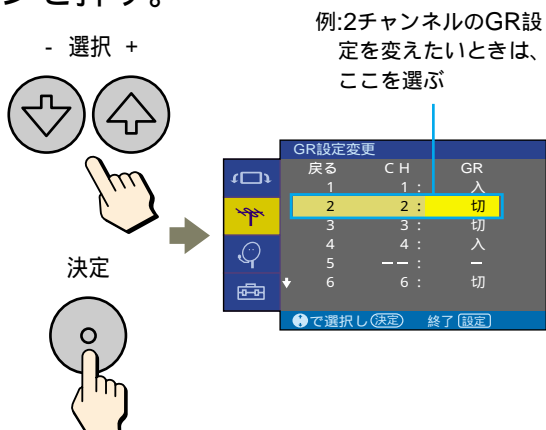 ンを押す。
- 選択 +
例:2チャンネルのGR設
定を変えたいときは、
ここを選ぶ
GR設定変更
戻る CH GR
1 1: 入
2 2: 切
3 3: 切
4 4: 入
5 −−: −
6 6: 切
で選択し 決定 終了 設定
決定